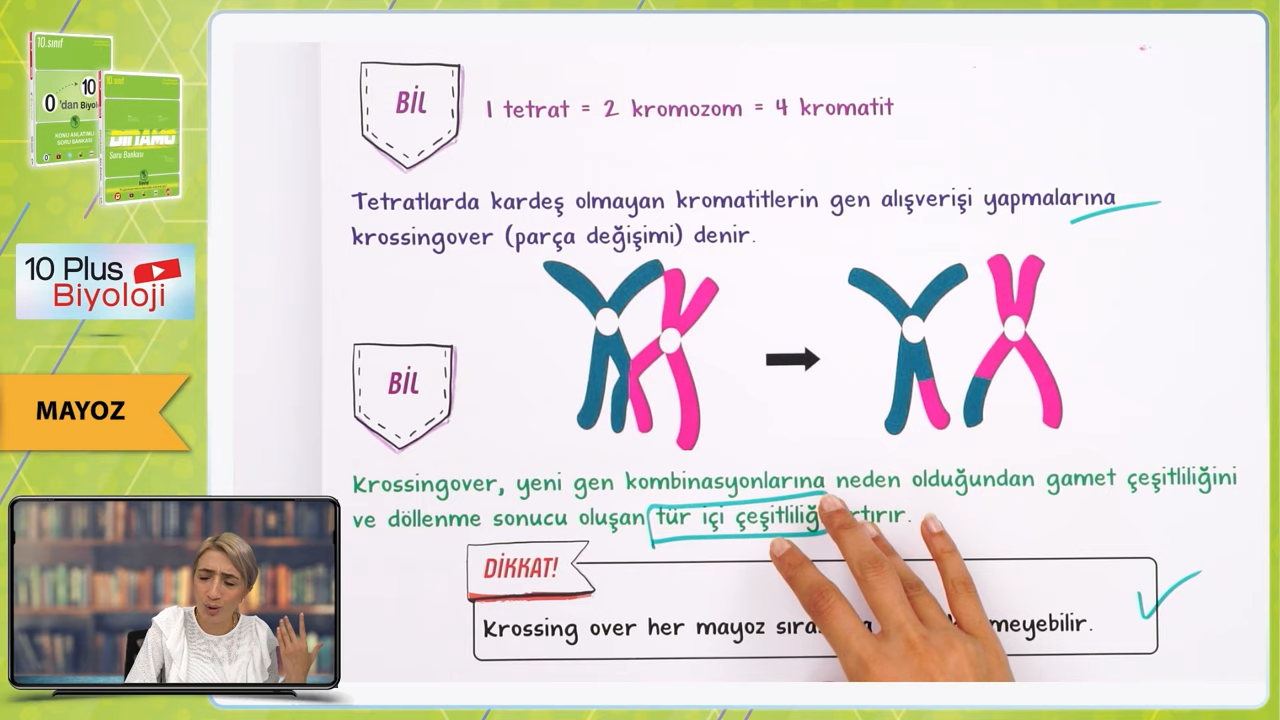 10.sınıf
0'dan 10
KONU ANLATIMLI
SORU BANKASI
DİNAMO
Soru Bankası
10 Plus
Biyoloji
MAYOZ
BİL
1 tetrat = 2 kromozom = 4 kromatit
Tetratlarda kardeş olmayan kromatitlerin gen alışverişi yapmalarına
krossingover (parça değişimi) denir.
BİL
Krossingover, yeni gen kombinasyonlarına neden olduğundan gamet çeşitliliğini
ve döllenme sonucu oluşan tür içi çeşitliliğ rtırır.
DİKKAT!
Krossing over her mayoz sıra a meyebilir.